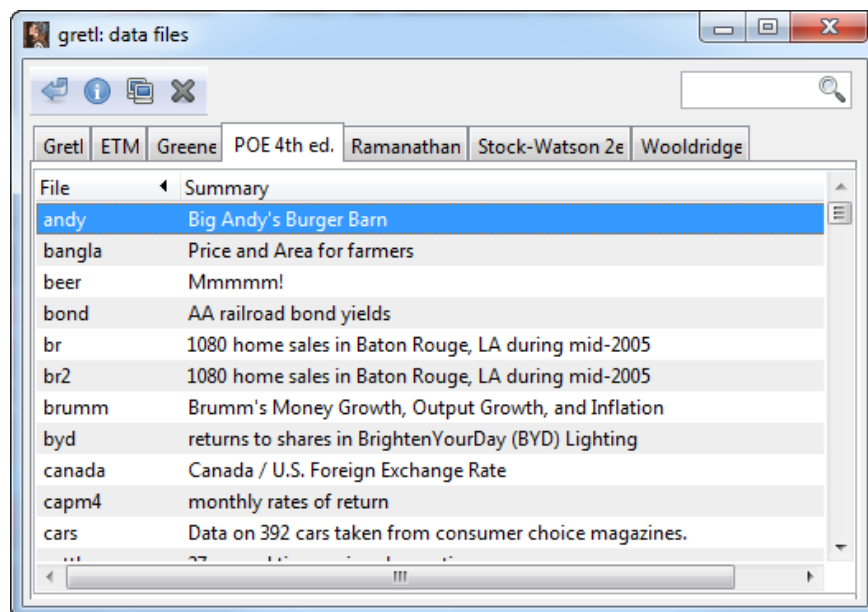 gretl: data files
Gretl ETM Greene POE 4th ed. Ramanathan Stock-Watson 2e Wooldridge
File Summary
andy Big Andy's Burger Barn
bangla Price and Area for farmers
beer Mmmmm!
bond AA railroad bond yields
br 1080 home sales in Baton Rouge, LA during mid-2005
br2 1080 home sales in Baton Rouge, LA during mid-2005
brumm Brumm's Money Growth, Output Growth, and Inflation
byd returns to shares in BrightenYourDay (BYD) Lighting
canada Canada / U.S. Foreign Exchange Rate
capm4 monthly rates of return
cars Data on 392 cars taken from consumer choice magazines.